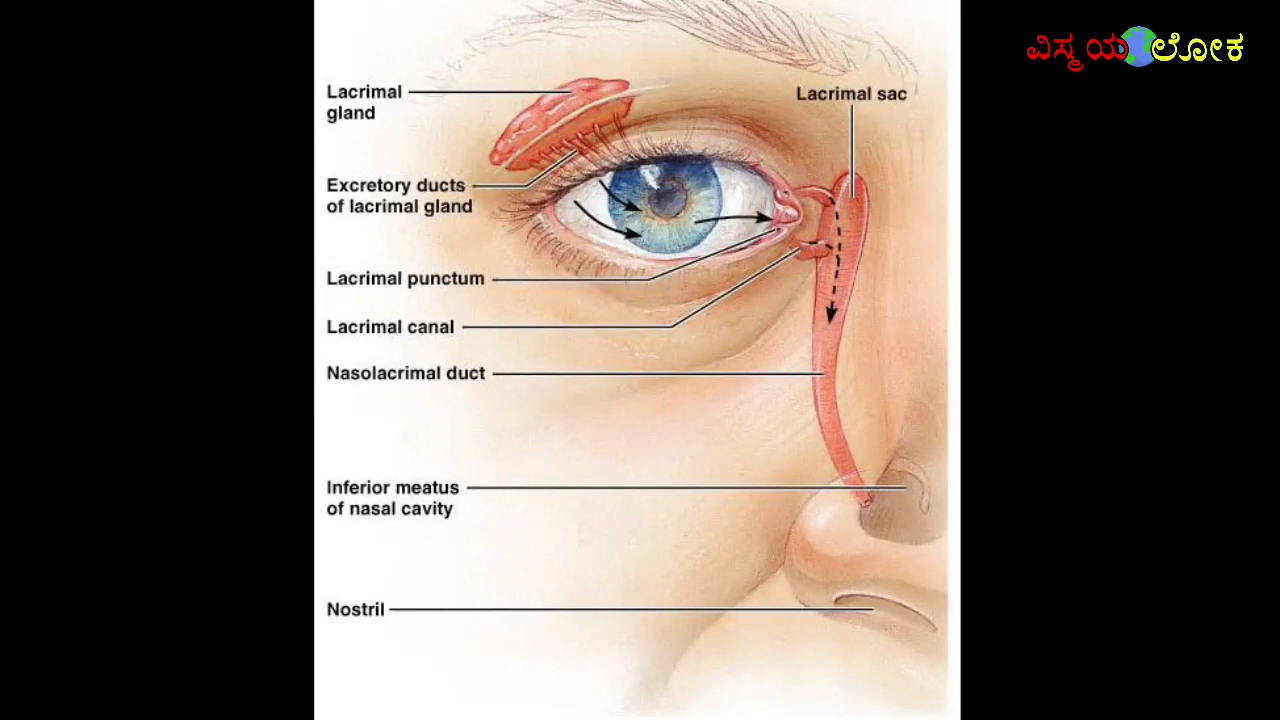 ವಿಸ್ಮಯ ಲೋಕ
Lacrimal
gland
Lacrimal sac
Excretory ducts
of lacrimal gland
Lacrimal punctum
Lacrimal canal
Nasolacrimal duct
Inferior meatus
of nasal cavity
Nostril